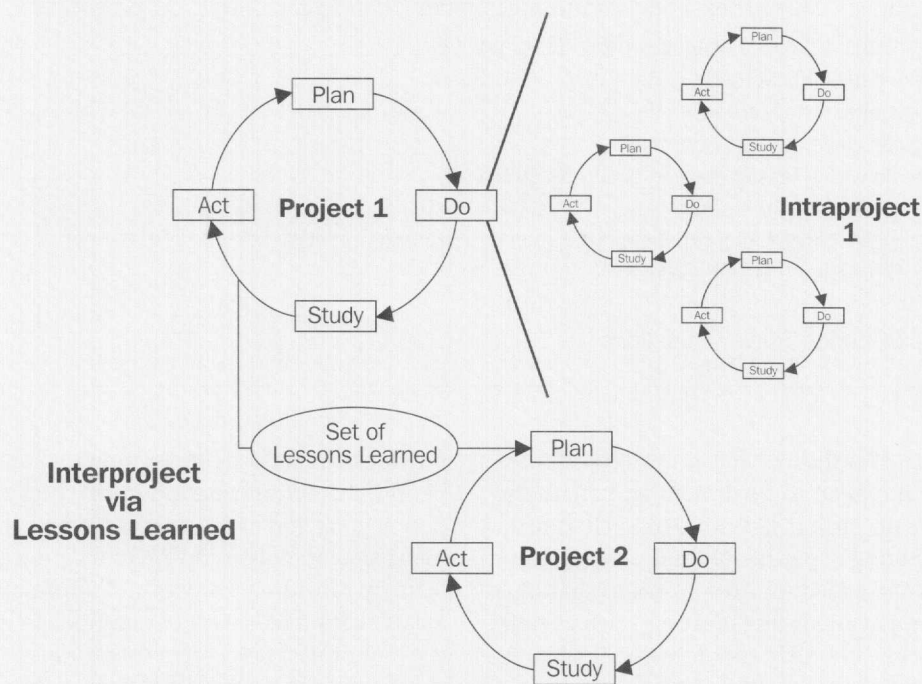 Plan
Act
Project 1
Do
Study
Plan
Act
Do
Study
Plan
Act
Do
Study
Plan
Act
Do
Study
Intraproject
1
Set of
Lessons Learned
Interproject
via
Lessons Learned
Plan
Act
Project 2
Do
Study